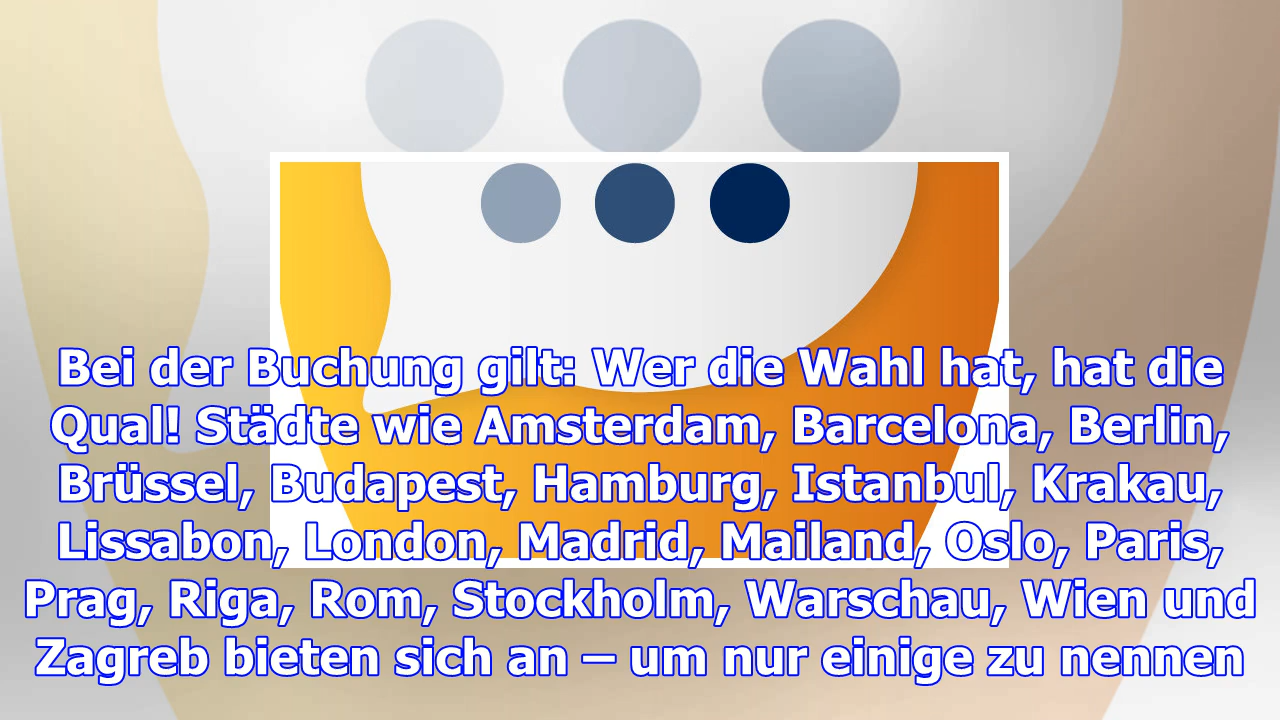 Bei der Buchung gilt: Wer die Wahl hat, hat die
Qual! Städte wie Amsterdam, Barcelona, Berlin,
Brüssel, Budapest, Hamburg, Istanbul, Krakau,
Lissabon, London, Madrid, Mailand, Oslo, Paris,
Prag, Riga, Rom, Stockholm, Warschau, Wien und
Zagreb bieten sich an – um nur einige zu nennen